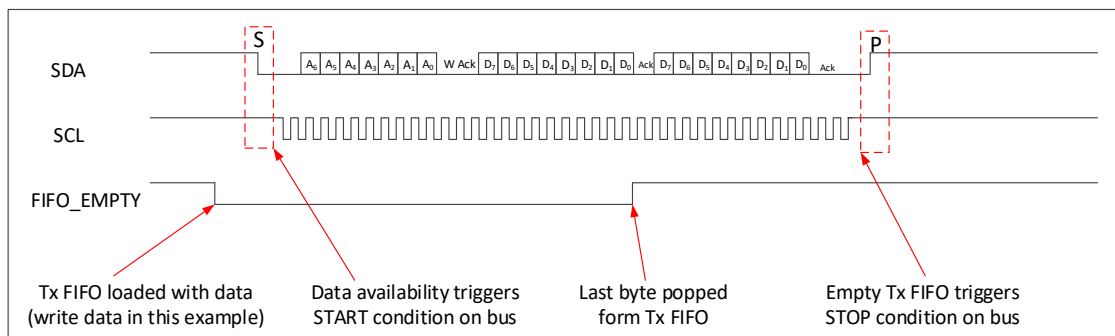 S
P
SDA
A6 A5 A4 A3 A2 A1 A0 W Ack D7 D6 D5 D4 D3 D2 D1 D0 Ack D7 D6 D5 D4 D3 D2 D1 D0 Ack
SCL
FIFO_EMPTY
Tx FIFO loaded with data
(write data in this example)
Data availability triggers
START condition on bus
Last byte popped
form Tx FIFO
Empty Tx FIFO triggers
STOP condition on bus